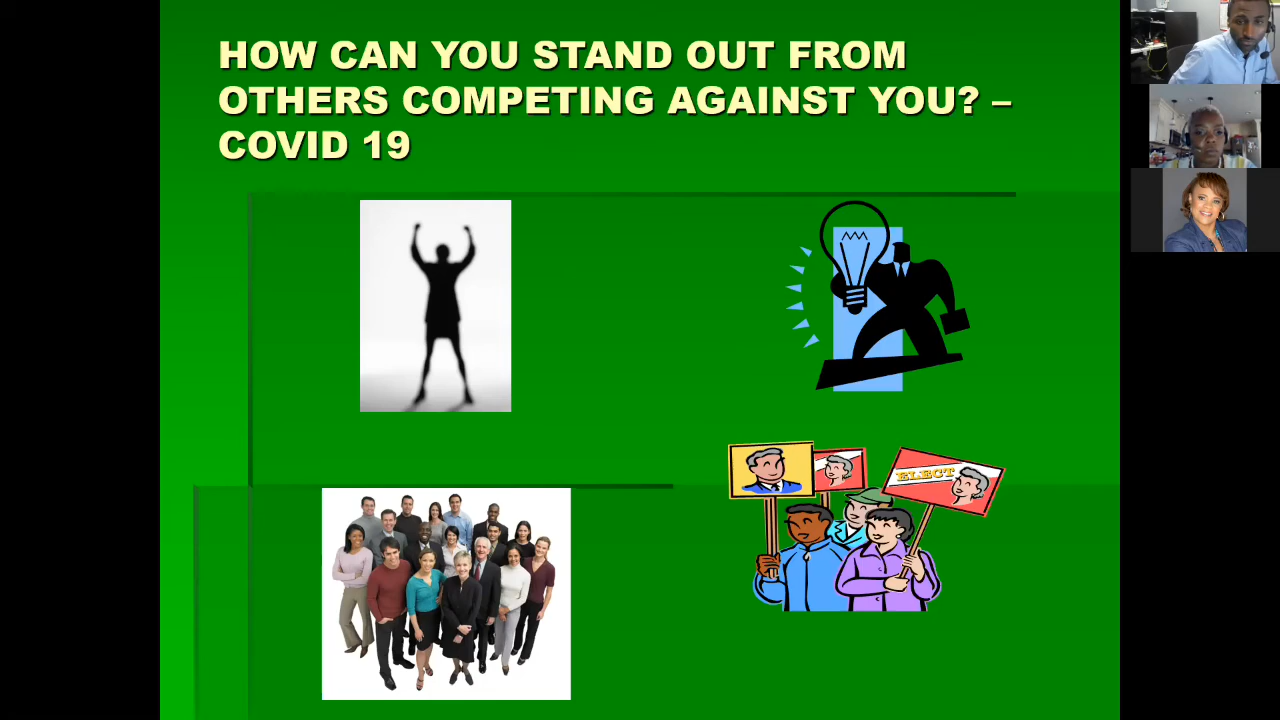 HOW CAN YOU STAND OUT FROM
OTHERS COMPETING AGAINST YOU? –
COVID 19
ELECT